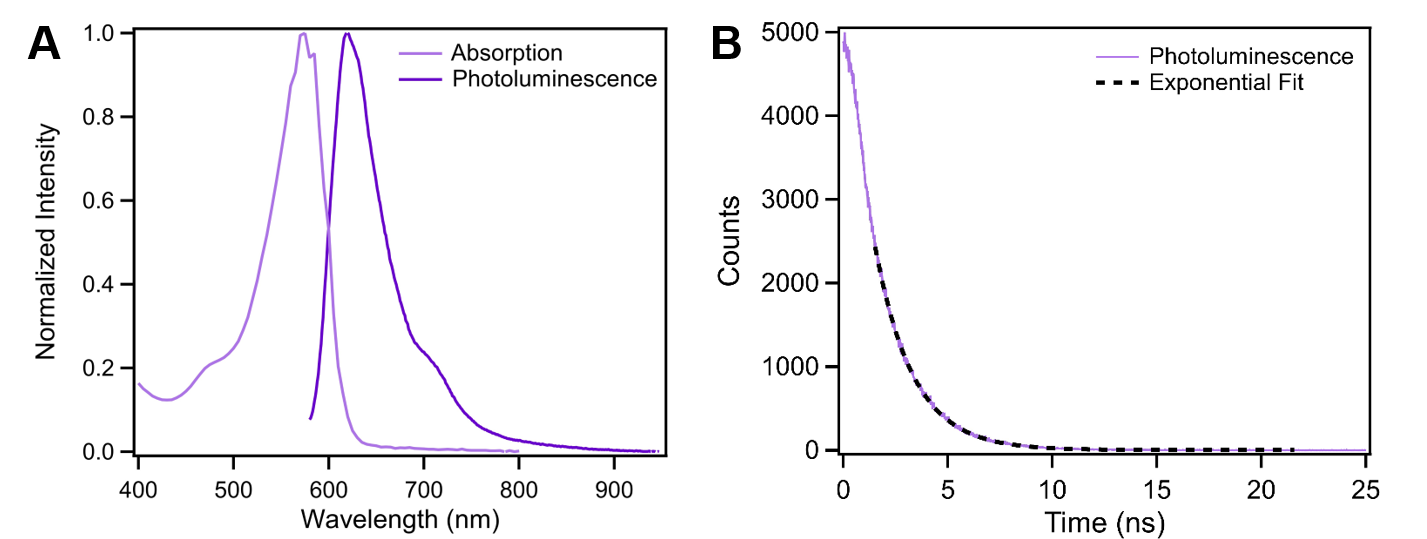 A
1.0
0.8
0.6
0.4
0.2
0.0
Normalized Intensity
Absorption
Photoluminescence
400
500
600
700
800
900
Wavelength (nm)
B
5000
4000
3000
2000
1000
0
Counts
Photoluminescence
Exponential Fit
0
5
10
15
20
25
Time (ns)